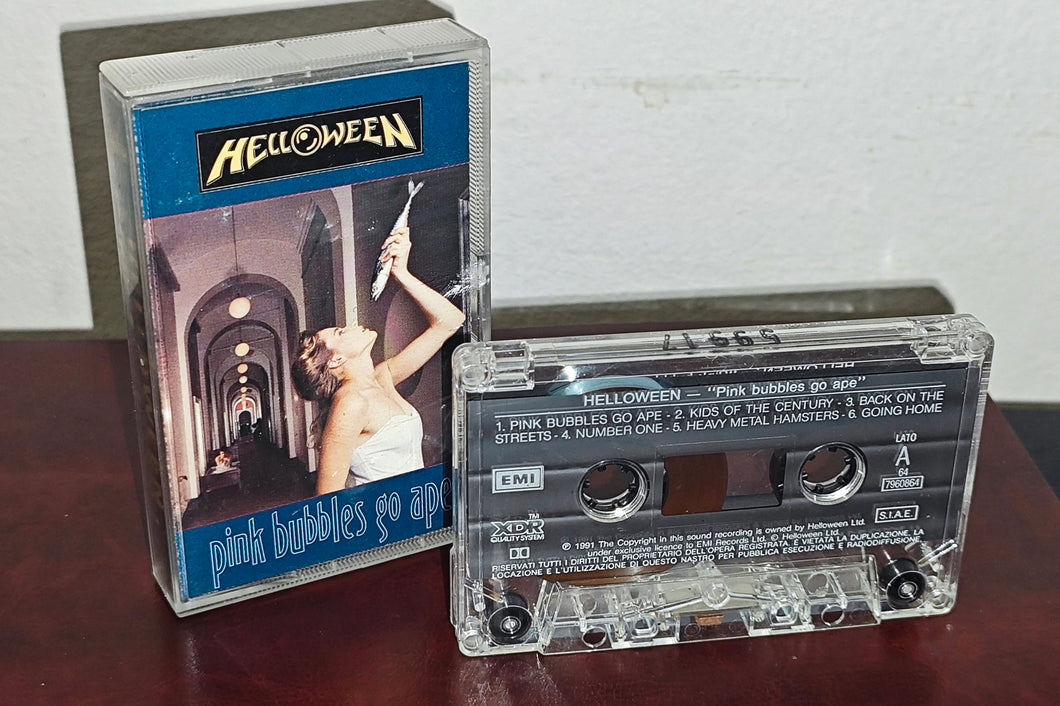 HELLOWEEN
pink bubbles go ape
HELLOWEEN — "Pink bubbles go ape"
1. PINK BUBBLES GO APE - 2. KIDS OF THE CENTURY - 3. BACK ON THE
STREETS - 4. NUMBER ONE - 5. HEAVY METAL HAMSTERS - 6. GOING HOME
EMI
LATO
A
64
7960864
S.I.A.E.
XDR
TM
QUALITY SYSTEM
℗ 1991 The Copyright in this sound recording is owned by Helloween Ltd.
under exclusive licence to EMI Records Ltd. © Helloween Ltd.
RISERVATI TUTTI I DIRITTI DEL PROPRIETARIO DELL'OPERA REGISTRATA. È VIETATA LA DUPLICAZIONE, LA
LOCAZIONE E L'UTILIZZAZIONE DI QUESTO NASTRO PER PUBBLICA ESECUZIONE E RADIODIFFUSIONE